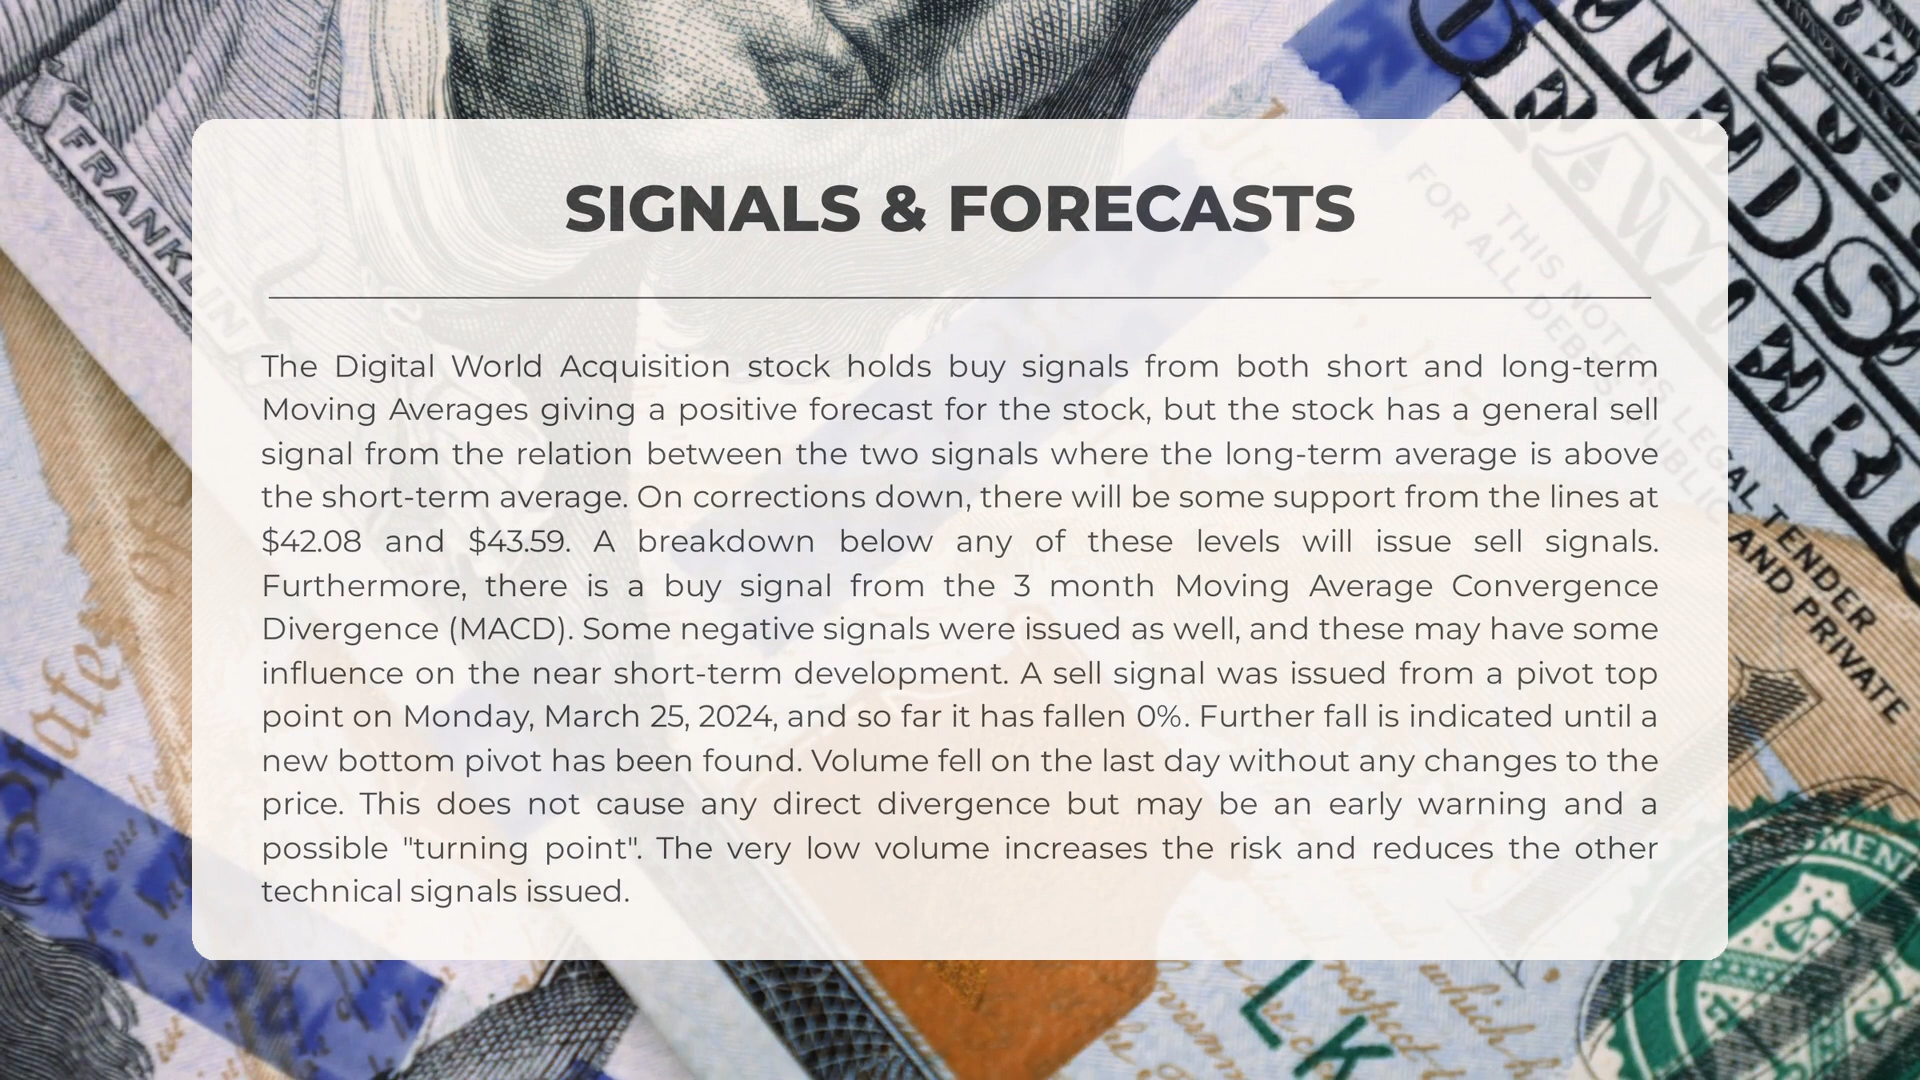 FRANKLIN
SIGNALS & FORECASTS
THIS NOTE IS LEGAL TENDER
FOR ALL DEBTS, PUBLIC AND PRIVATE
The Digital World Acquisition stock holds buy signals from both short and long-term
Moving Averages giving a positive forecast for the stock, but the stock has a general sell
signal from the relation between the two signals where the long-term average is above
the short-term average. On corrections down, there will be some support from the lines at
$42.08 and $43.59. A breakdown below any of these levels will issue sell signals.
Furthermore, there is a buy signal from the 3 month Moving Average Convergence
Divergence (MACD). Some negative signals were issued as well, and these may have some
influence on the near short-term development. A sell signal was issued from a pivot top
point on Monday, March 25, 2024, and so far it has fallen 0%. Further fall is indicated until a
new bottom pivot has been found. Volume fell on the last day without any changes to the
price. This does not cause any direct divergence but may be an early warning and a
possible "turning point". The very low volume increases the risk and reduces the other
technical signals issued.